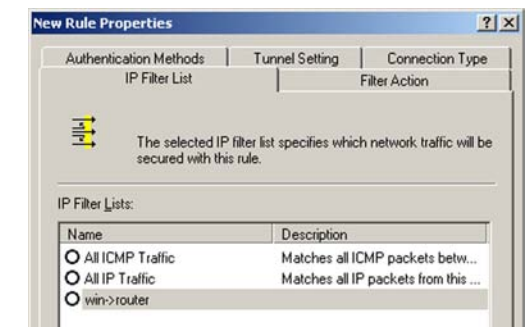 New Rule Properties
Authentication Methods Tunnel Setting Connection Type
IP Filter List Filter Action
The selected IP filter list specifies which network traffic will be
secured with this rule.
IP Filter Lists:
Name Description
All ICMP Traffic Matches all ICMP packets betw...
All IP Traffic Matches all IP packets from this ...
win->router